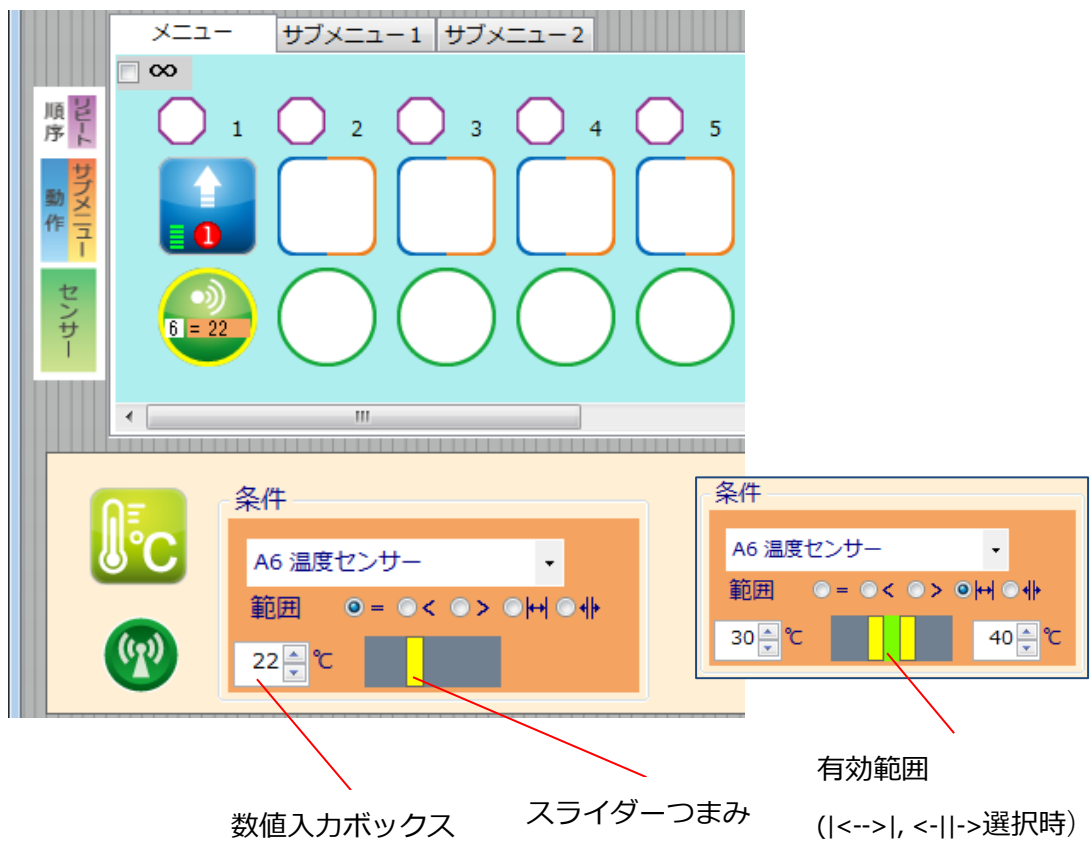 メニュー サブメニュー１ サブメニュー２
∞
順序 リピート
1 2 3 4 5
動作 サブメニュー
1
センサー
6 = 22
条件
℃
A6 温度センサー
範囲 = < > |↔| ⟛
22 ℃
条件
A6 温度センサー
範囲 = < > |↔| ⟛
30 ℃ 40 ℃
有効範囲
(|<-->|, <-||->選択時)
スライダーつまみ
数値入力ボックス